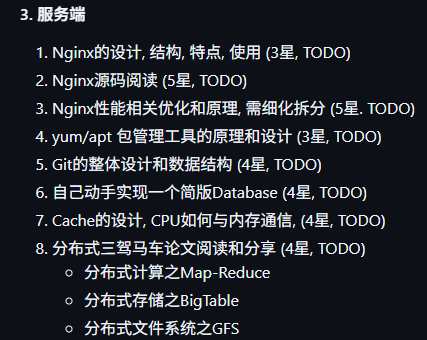 3. 服务端
1. Nginx的设计, 结构, 特点, 使用 (3星, TODO)
2. Nginx源码阅读 (5星, TODO)
3. Nginx性能相关优化和原理, 需细化拆分 (5星. TODO)
4. yum/apt 包管理工具的原理和设计 (3星, TODO)
5. Git的整体设计和数据结构 (4星, TODO)
6. 自己动手实现一个简版Database (4星, TODO)
7. Cache的设计, CPU如何与内存通信, (4星, TODO)
8. 分布式三驾马车论文阅读和分享 (4星, TODO)
○ 分布式计算之Map-Reduce
○ 分布式存储之BigTable
○ 分布式文件系统之GFS